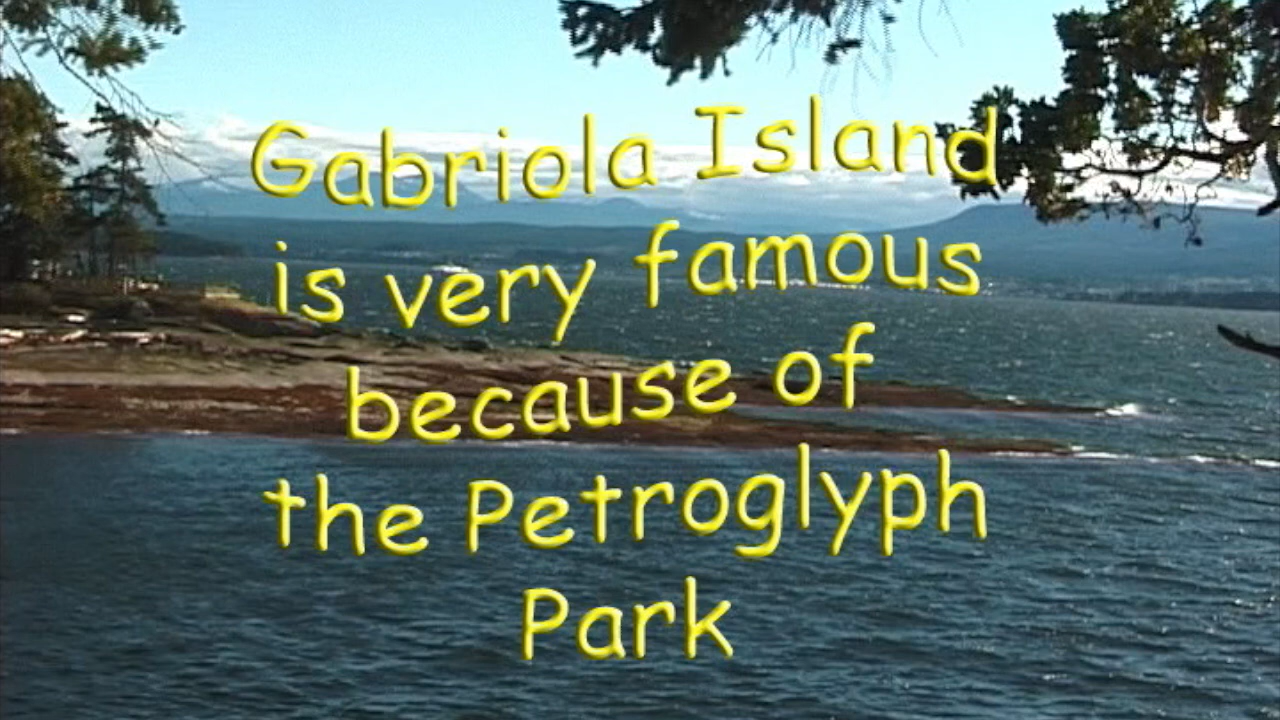 Gabriola Island
is very famous
because of
the Petroglyph
Park